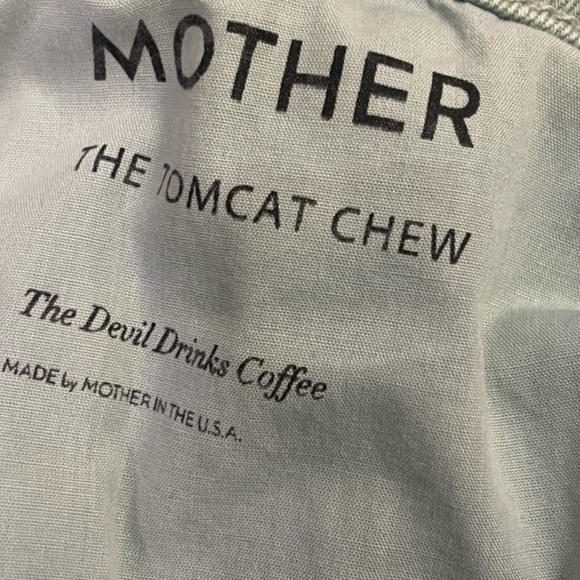 MOTHER
THE TOMCAT CHEW
The Devil Drinks Coffee
MADE by MOTHER IN THE U.S.A.